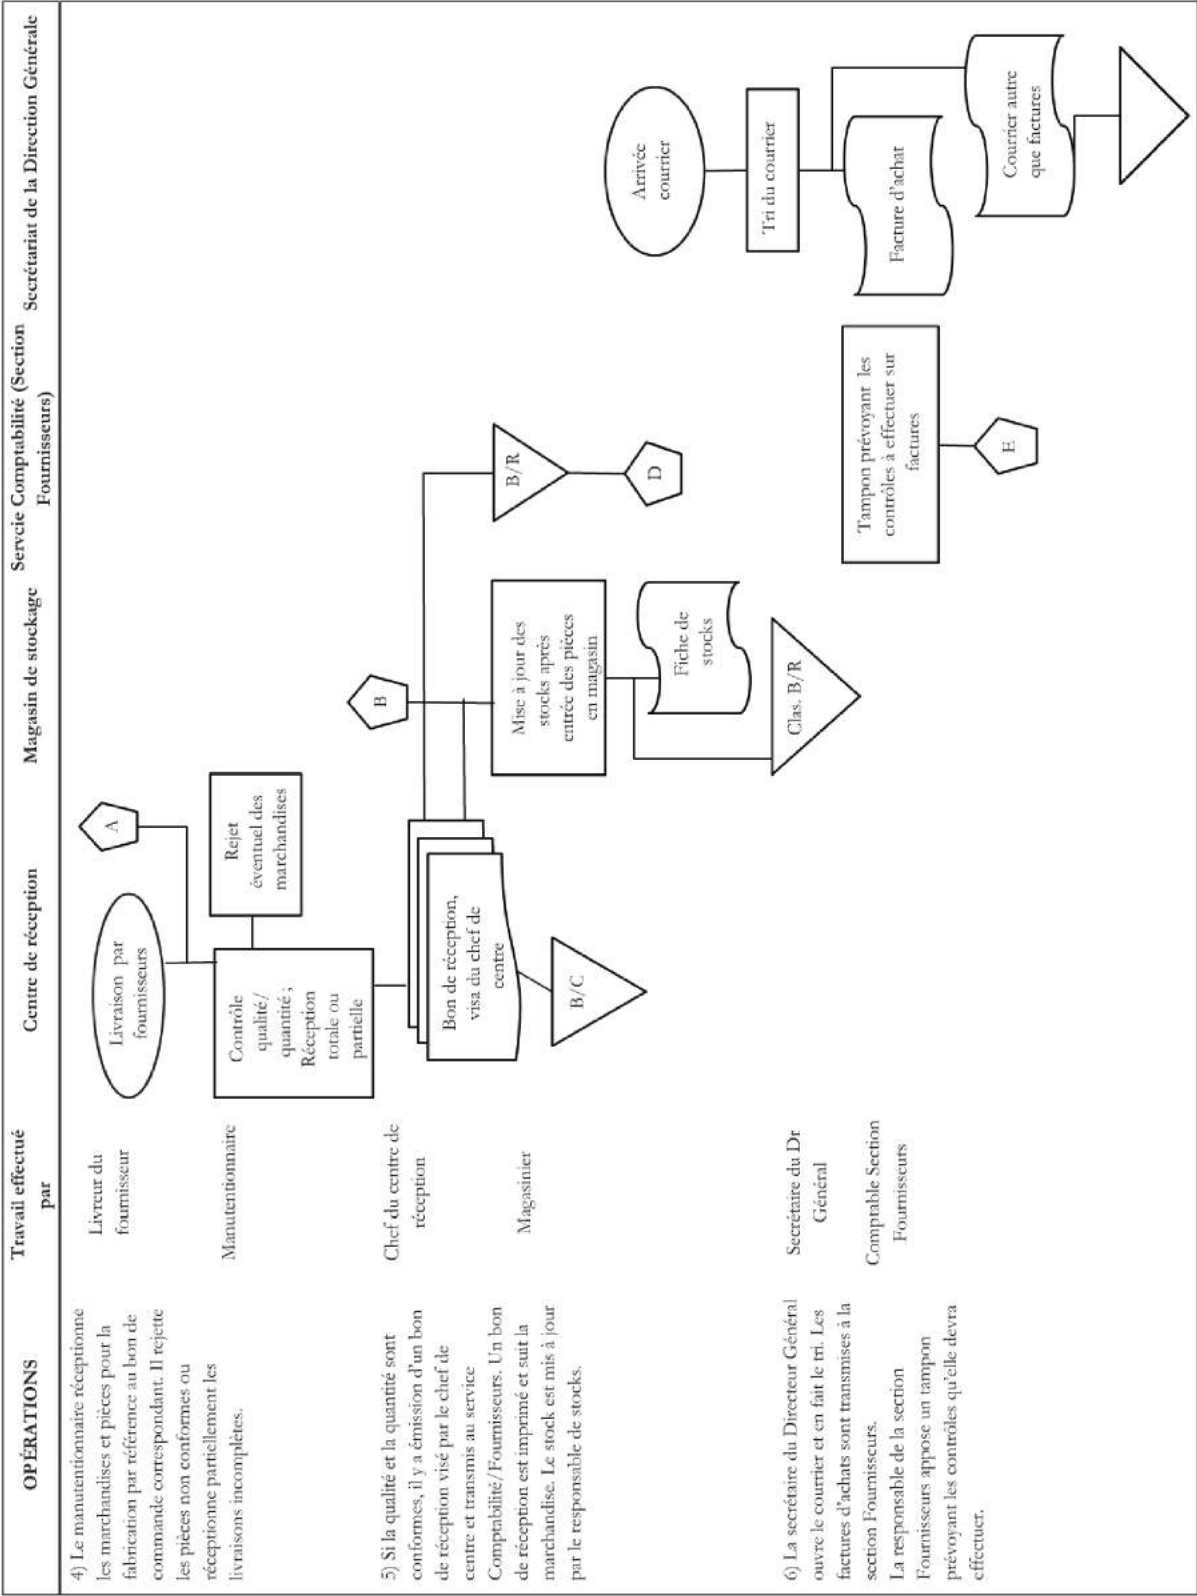 OPÉRATIONS
Travail effectué
par
Centre de réception
Magasin de stockage
Servcie Comptabilité (Section
Fournisseurs)
Secrétariat de la Direction Générale
4) Le manutentionnaire réceptionne
les marchandises et pièces pour la
fabrication par référence au bon de
commande correspondant. Il rejette
les pièces non conformes ou
réceptionne partiellement les
livraisons incomplètes.
Livreur du
fournisseur
Manutentionnaire
Livraison par
fournisseurs
A
Contrôle
qualité/
quantité ;
Réception
totale ou
partielle
Rejet
éventuel des
marchandises
5) Si la qualité et la quantité sont
conformes, il y a émission d'un bon
de réception visé par le chef de
centre et transmis au service
Comptabilité/Fournisseurs. Un bon
de réception est imprimé et suit la
marchandise. Le stock est mis à jour
par le responsable de stocks.
Chef du centre de
réception
Magasinier
Bon de réception,
visa du chef de
centre
B/C
B
Mise à jour des
stocks après
entrée des pièces
en magasin
Fiche de
stocks
Clas. B/R
B/R
D
6) La secrétaire du Directeur Général
ouvre le courrier et en fait le tri. Les
factures d'achats sont transmises à la
section Fournisseurs.
La responsable de la section
Fournisseurs appose un tampon
prévoyant les contrôles qu'elle devra
effectuer.
Secrétaire du Dr
Général
Comptable Section
Fournisseurs
Tampon prévoyant les
contrôles à effectuer sur
factures
E
Arrivée
courrier
Tri du courrier
Facture d'achat
Courrier autre
que factures